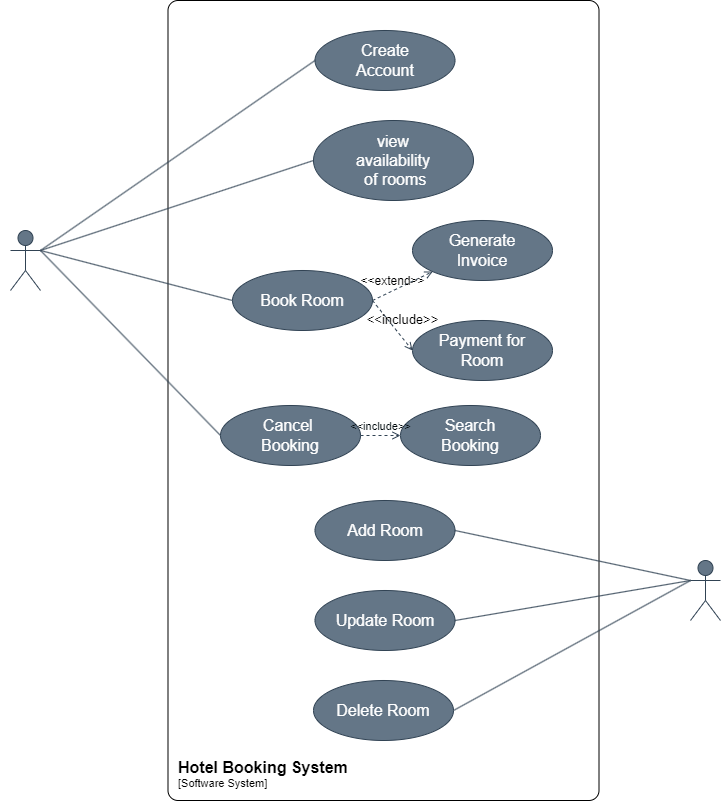 Create
Account
view
availability
of rooms
Generate
Invoice
<<extend>>
Book Room
<<include>>
Payment for
Room
Cancel
Booking
<<include>>
Search
Booking
Add Room
Update Room
Delete Room
Hotel Booking System
[Software System]